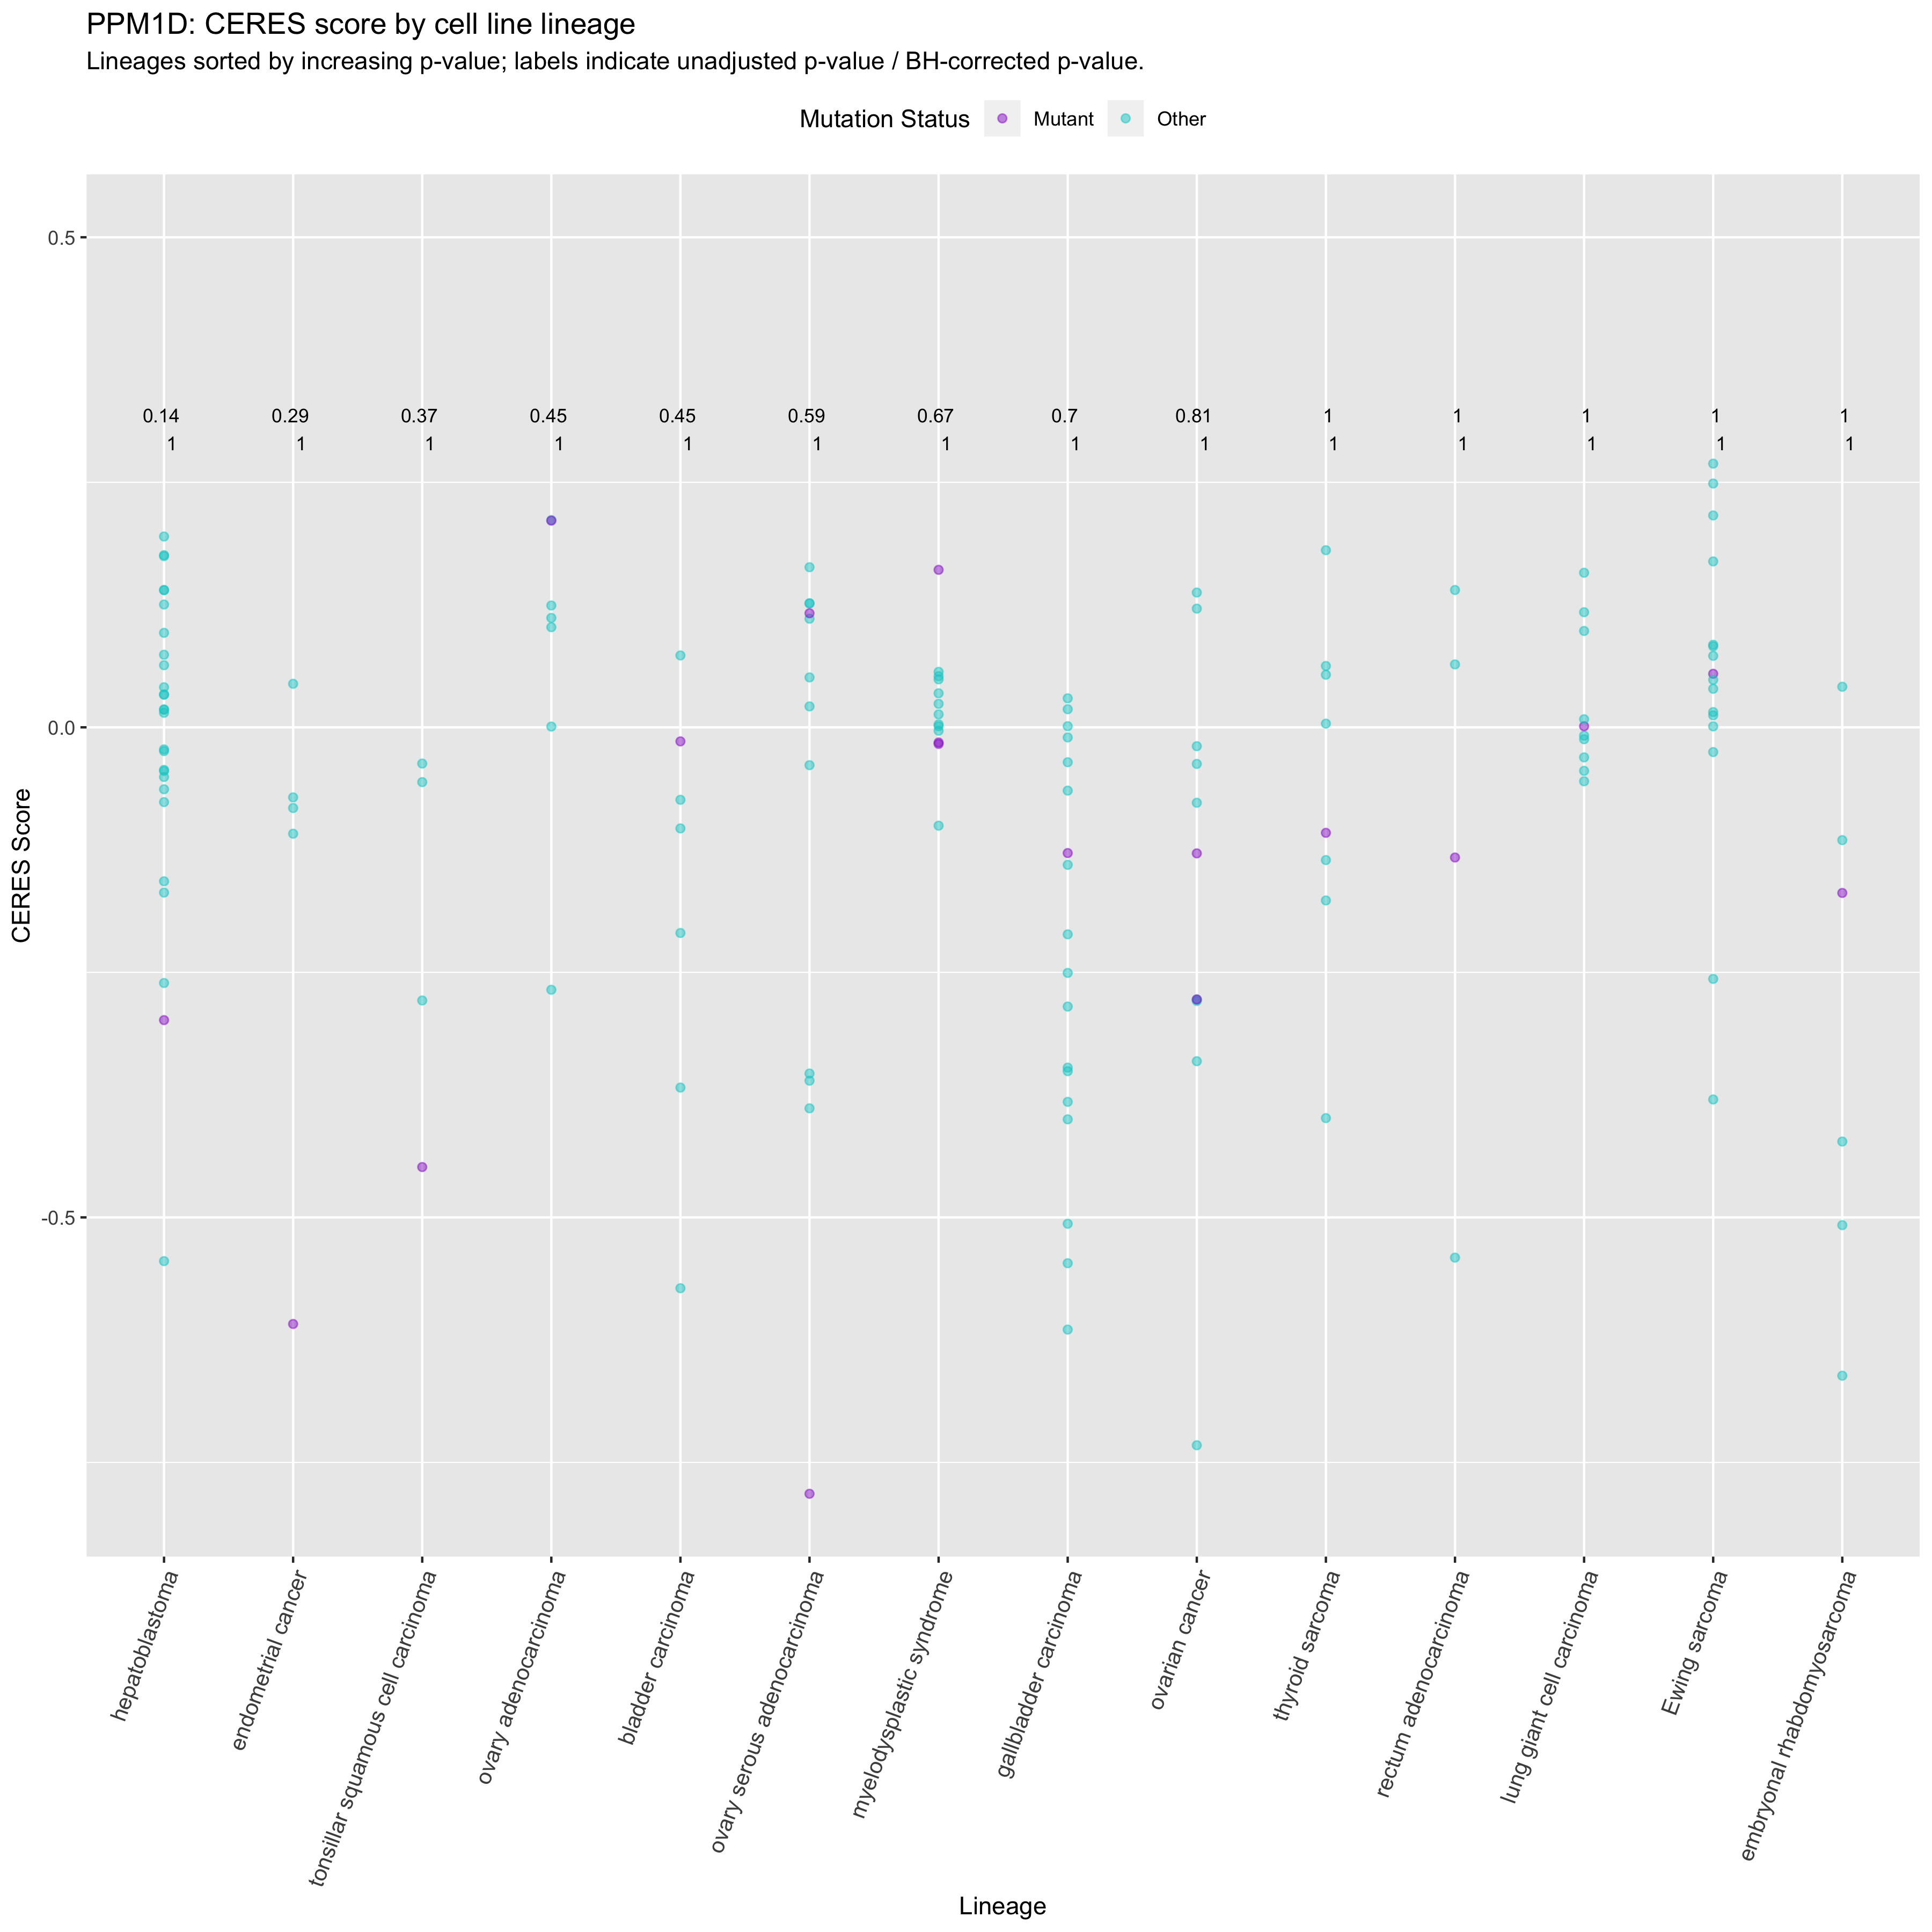 PPM1D: CERES score by cell line lineage
Lineages sorted by increasing p-value; labels indicate unadjusted p-value / BH-corrected p-value.
Mutation Status Mutant Other
0.5
0.14 0.29 0.37 0.45 0.45 0.59 0.67 0.7 0.81 1 1 1 1 1
1 1 1 1 1 1 1 1 1 1 1 1 1 1
0.0
CERES Score
-0.5
hepatoblastoma
endometrial cancer
tonsillar squamous cell carcinoma
ovary adenocarcinoma
bladder carcinoma
ovary serous adenocarcinoma
myelodysplastic syndrome
gallbladder carcinoma
ovarian cancer
thyroid sarcoma
rectum adenocarcinoma
lung giant cell carcinoma
Ewing sarcoma
embryonal rhabdomyosarcoma
Lineage